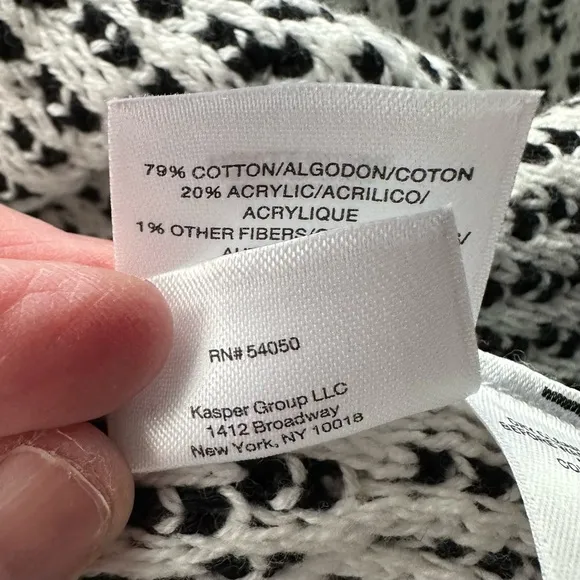 79% COTTON/ALGODON/COTON
20% ACRYLIC/ACRILICO/
ACRYLIQUE
1% OTHER FIBERS/
RN# 54050
Kasper Group LLC
1412 Broadway
New York, NY 10018